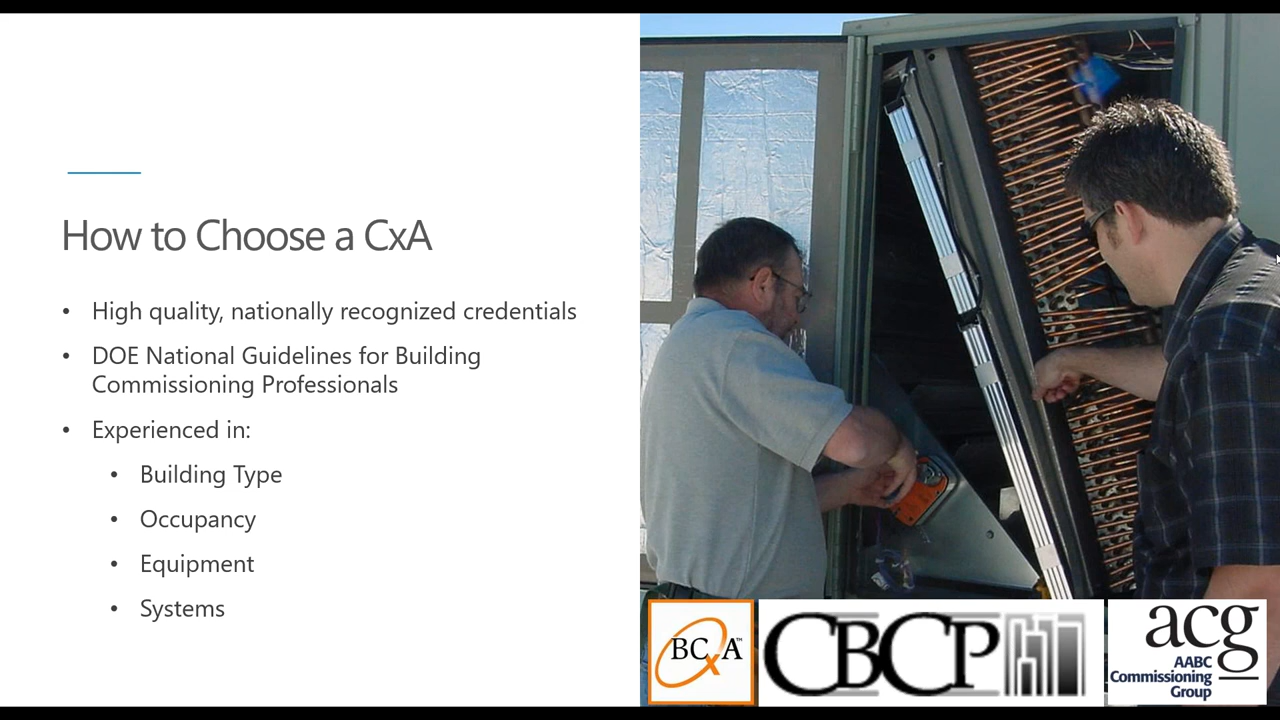 How to Choose a CxA
• High quality, nationally recognized credentials
• DOE National Guidelines for Building
Commissioning Professionals
• Experienced in:
• Building Type
• Occupancy
• Equipment
• Systems
BCxA™
CBCP
acg
AABC
Commissioning
Group